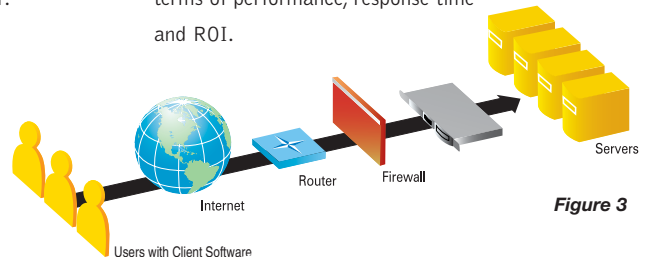 r.
terms of performance, response time
and ROI.
Servers
Firewall
Router
Internet
Figure 3
Users with Client Software